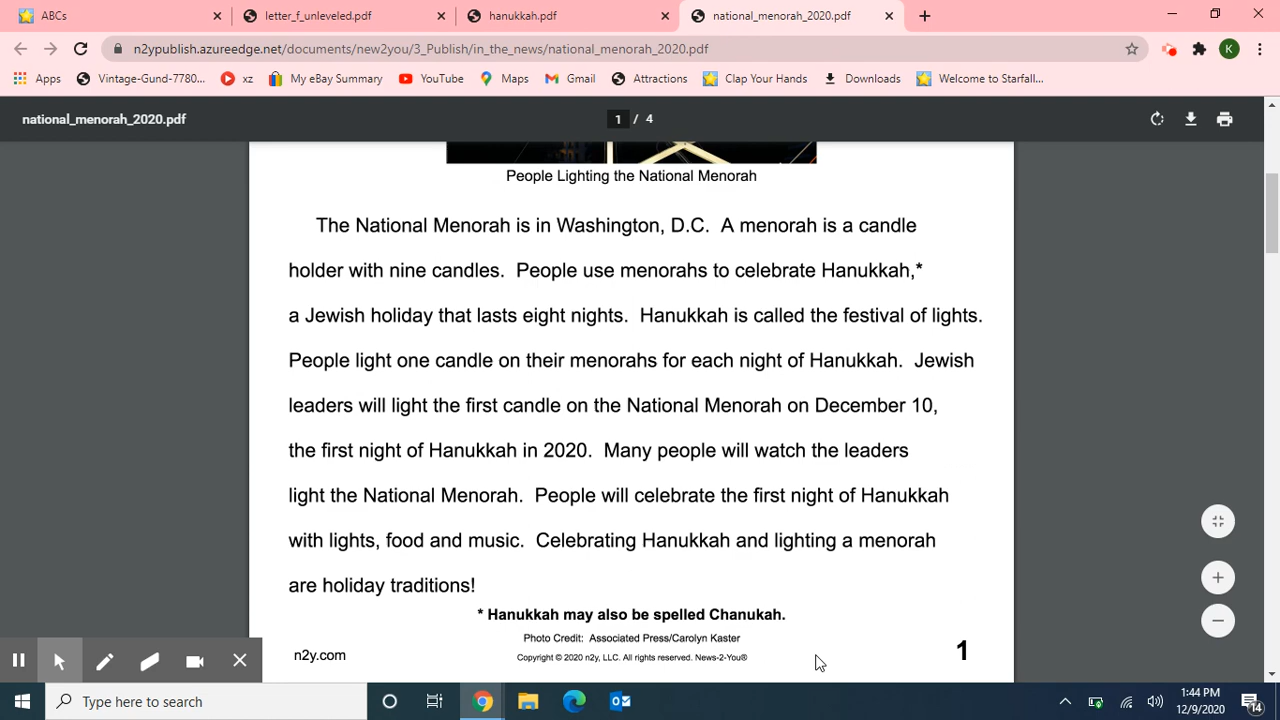 ABCs
letter_f_unleveled.pdf
hanukkah.pdf
national_menorah_2020.pdf
n2ypublish.azureedge.net/documents/new2you/3_Publish/in_the_news/national_menorah_2020.pdf
K
Apps
Vintage-Gund-7780...
xz
My eBay Summary
YouTube
Maps
Gmail
Attractions
Clap Your Hands
Downloads
Welcome to Starfall...
national_menorah_2020.pdf
1 / 4
People Lighting the National Menorah
The National Menorah is in Washington, D.C. A menorah is a candle
holder with nine candles. People use menorahs to celebrate Hanukkah,*
a Jewish holiday that lasts eight nights. Hanukkah is called the festival of lights.
People light one candle on their menorahs for each night of Hanukkah. Jewish
leaders will light the first candle on the National Menorah on December 10,
the first night of Hanukkah in 2020. Many people will watch the leaders
light the National Menorah. People will celebrate the first night of Hanukkah
with lights, food and music. Celebrating Hanukkah and lighting a menorah
are holiday traditions!
* Hanukkah may also be spelled Chanukah.
Photo Credit: Associated Press/Carolyn Kaster
n2y.com
Copyright © 2020 n2y, LLC. All rights reserved. News-2-You®
1
Type here to search
1:44 PM
12/9/2020
14